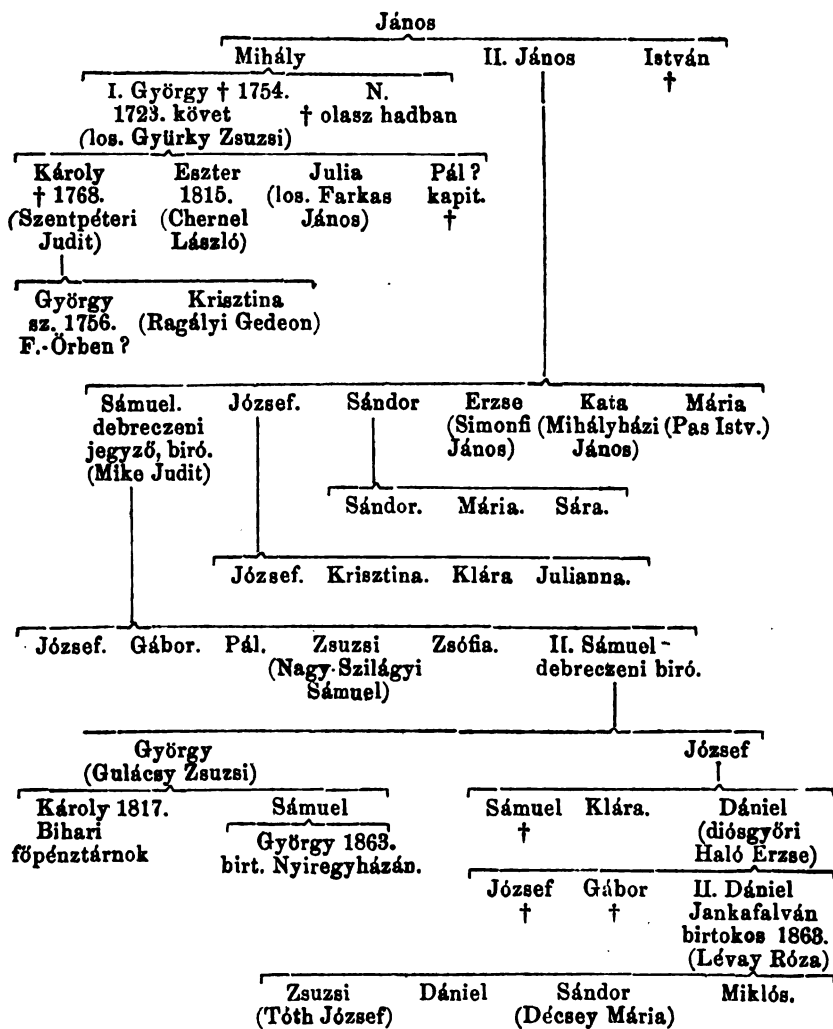 János
Mihály II. János István
†
I. György † 1754. N.
1723. követ † olasz hadban
(los. Gyürky Zsuzsi)
Károly Eszter Julia Pál ?
† 1768. 1815. (los. Farkas kapit.
(Szentpéteri (Chernel János) †
Judit) László)
György Krisztina
sz. 1756. (Ragályi Gedeon)
F.-Örben ?
Sámuel. József. Sándor Erzse Kata Mária
debreczeni (Simonfi (Mihályházi (Pas Istv.)
jegyző, biró. János) János)
(Mike Judit)
Sándor. Mária. Sára.
József. Krisztina. Klára Julianna.
József. Gábor. Pál. Zsuzsi Zsófia. II. Sámuel
(Nagy-Szilágyi debreczeni biró.
Sámuel)
György József
(Gulácsy Zsuzsi)
Károly 1817. Sámuel Sámuel Klára. Dániel
Bihari † (diósgyőri
főpénztárnok György 1863. Haló Erzse)
birt. Nyiregyházán.
József Gábor II. Dániel
† † Jankafalván
birtokos 1863.
(Lévay Róza)
Zsuzsi Dániel Sándor Miklós.
(Tóth József) (Décsey Mária)